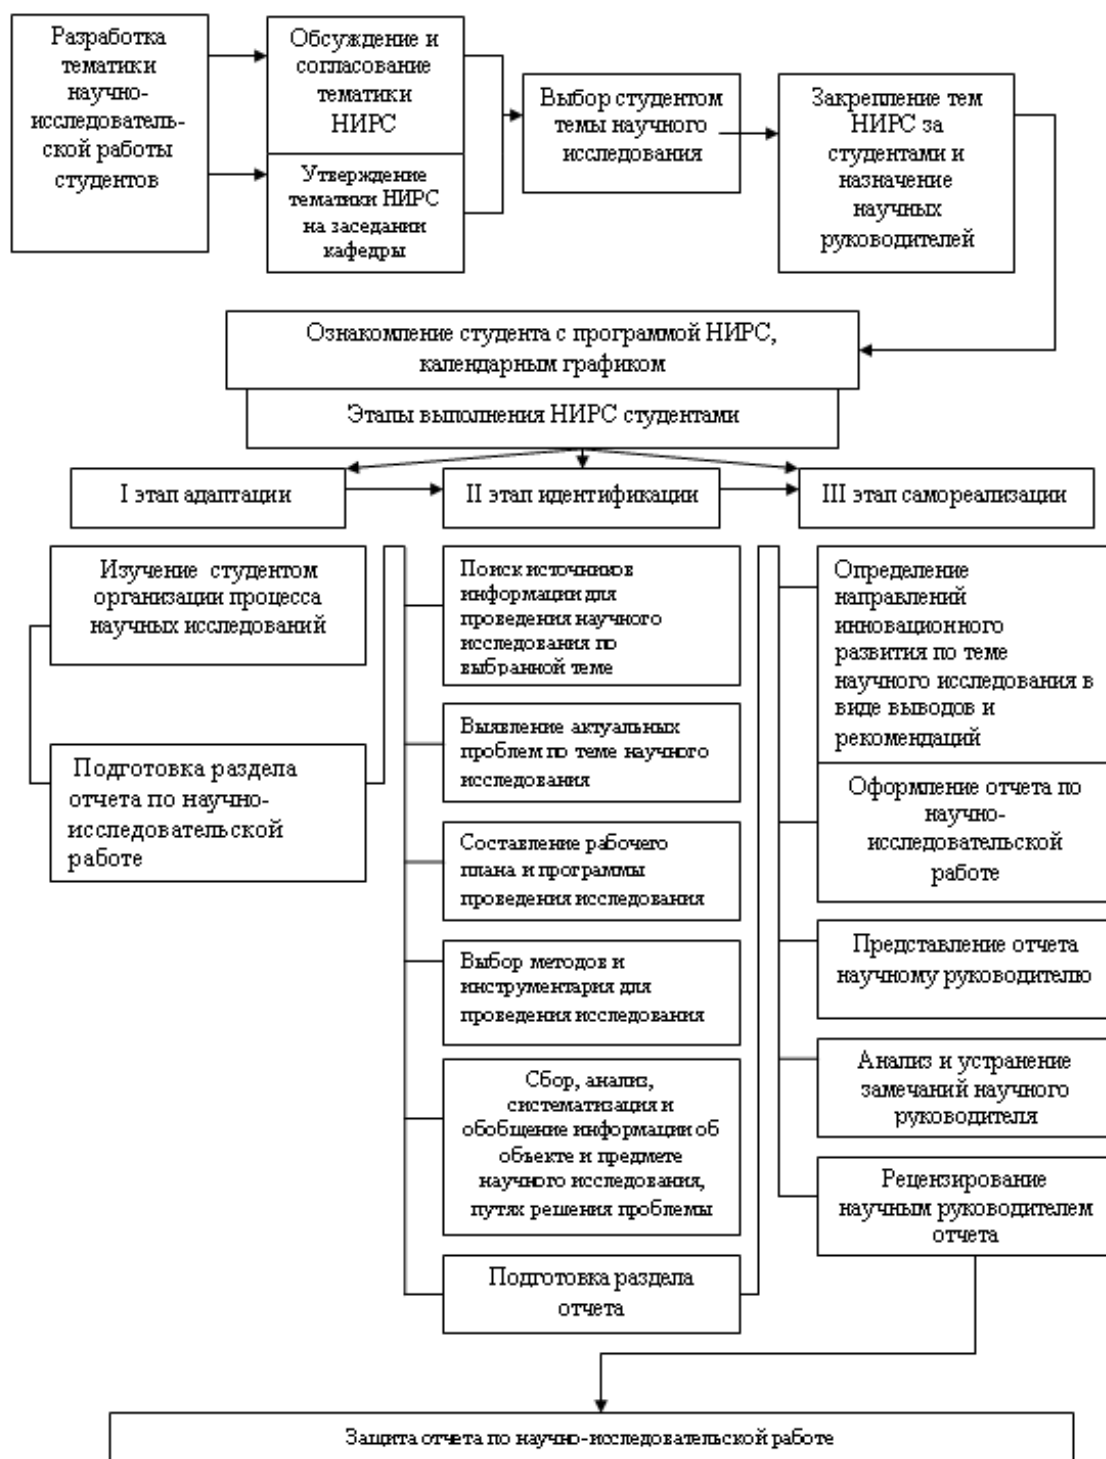 Разработка
тематики
научно-
исследователь-
ской работы
студентов
Обсуждение и
согласование
тематики
НИРС
Утверждение
тематики НИРС
на заседании
кафедры
Выбор студентом
темы научного
исследования
Закрепление тем
НИРС за
студентами и
назначение
научных
руководителей
Ознакомление студента с программой НИРС,
календарным графиком
Этапы выполнения НИРС студентами
I этап адаптации
II этап идентификации
III этап самореализации
Изучение студентом
организации процесса
научных исследований
Подготовка раздела
отчета по научно-
исследовательской
работе
Поиск источников
информации для
проведения научного
исследования по
выбранной теме
Выявление актуальных
проблем по теме научного
исследования
Составление рабочего
плана и программы
проведения исследования
Выбор методов и
инструментария для
проведения исследования
Сбор, анализ,
систематизация и
обобщение информации об
объекте и предмете
научного исследования,
путях решения проблемы
Подготовка раздела
отчета
Определение
направлений
инновационного
развития по теме
научного исследования в
виде выводов и
рекомендаций
Оформление отчета по
научно-
исследовательской
работе
Представление отчета
научному руководителю
Анализ и устранение
замечаний научного
руководителя
Рецензирование
научным руководителем
отчета
Защита отчета по научно-исследовательской работе